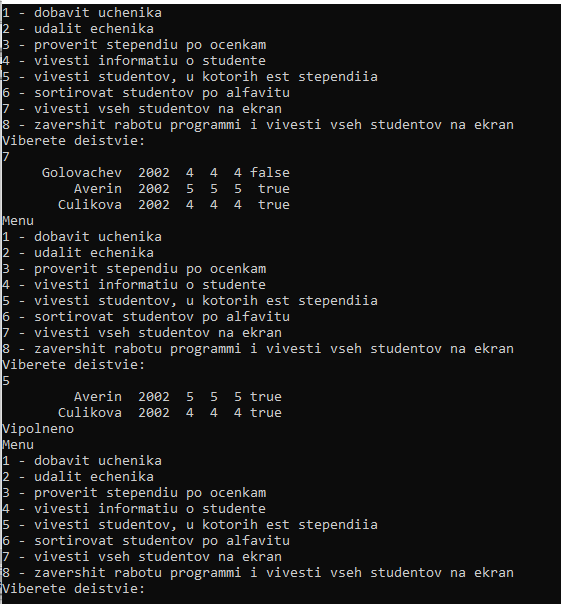 1 - dobavit uchenika
2 - udalit echenika
3 - proverit stependiu po ocenkam
4 - vivesti informatiu o studente
5 - vivesti studentov, u kotorih est stependiia
6 - sortirovat studentov po alfavitu
7 - vivesti vseh studentov na ekran
8 - zavershit rabotu programmi i vivesti vseh studentov na ekran
Viberete deistvie:
7
Golovachev 2002 4 4 4 false
Averin 2002 5 5 5 true
Culikova 2002 4 4 4 true
Menu
1 - dobavit uchenika
2 - udalit echenika
3 - proverit stependiu po ocenkam
4 - vivesti informatiu o studente
5 - vivesti studentov, u kotorih est stependiia
6 - sortirovat studentov po alfavitu
7 - vivesti vseh studentov na ekran
8 - zavershit rabotu programmi i vivesti vseh studentov na ekran
Viberete deistvie:
5
Averin 2002 5 5 5 true
Culikova 2002 4 4 4 true
Vipolneno
Menu
1 - dobavit uchenika
2 - udalit echenika
3 - proverit stependiu po ocenkam
4 - vivesti informatiu o studente
5 - vivesti studentov, u kotorih est stependiia
6 - sortirovat studentov po alfavitu
7 - vivesti vseh studentov na ekran
8 - zavershit rabotu programmi i vivesti vseh studentov na ekran
Viberete deistvie: